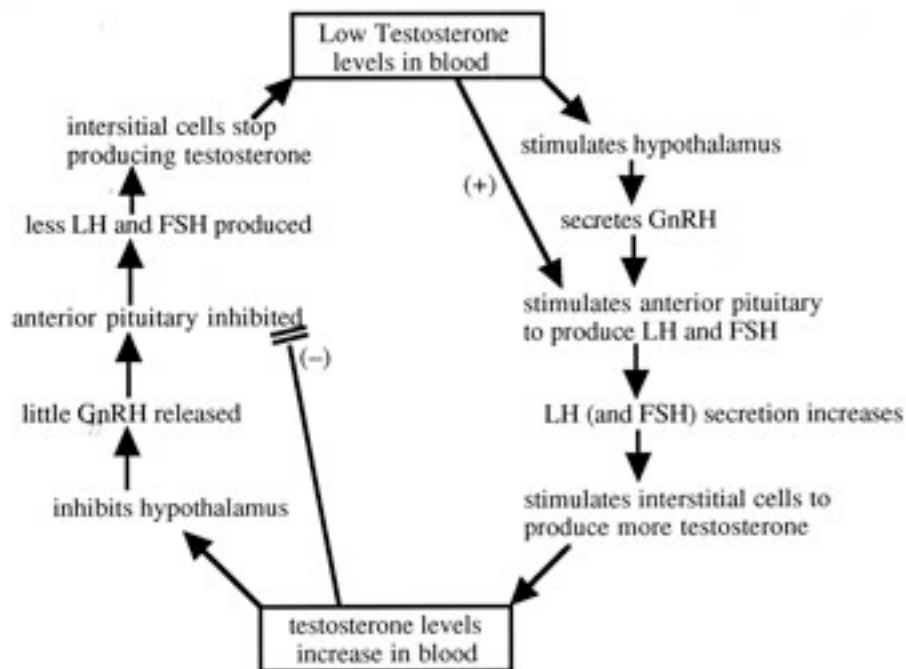 Low Testosterone
levels in blood
stimulates hypothalamus
secretes GnRH
(+)
stimulates anterior pituitary
to produce LH and FSH
LH (and FSH) secretion increases
stimulates interstitial cells to
produce more testosterone
testosterone levels
increase in blood
inhibits hypothalamus
little GnRH released
(–)
anterior pituitary inhibited
less LH and FSH produced
intersitial cells stop
producing testosterone